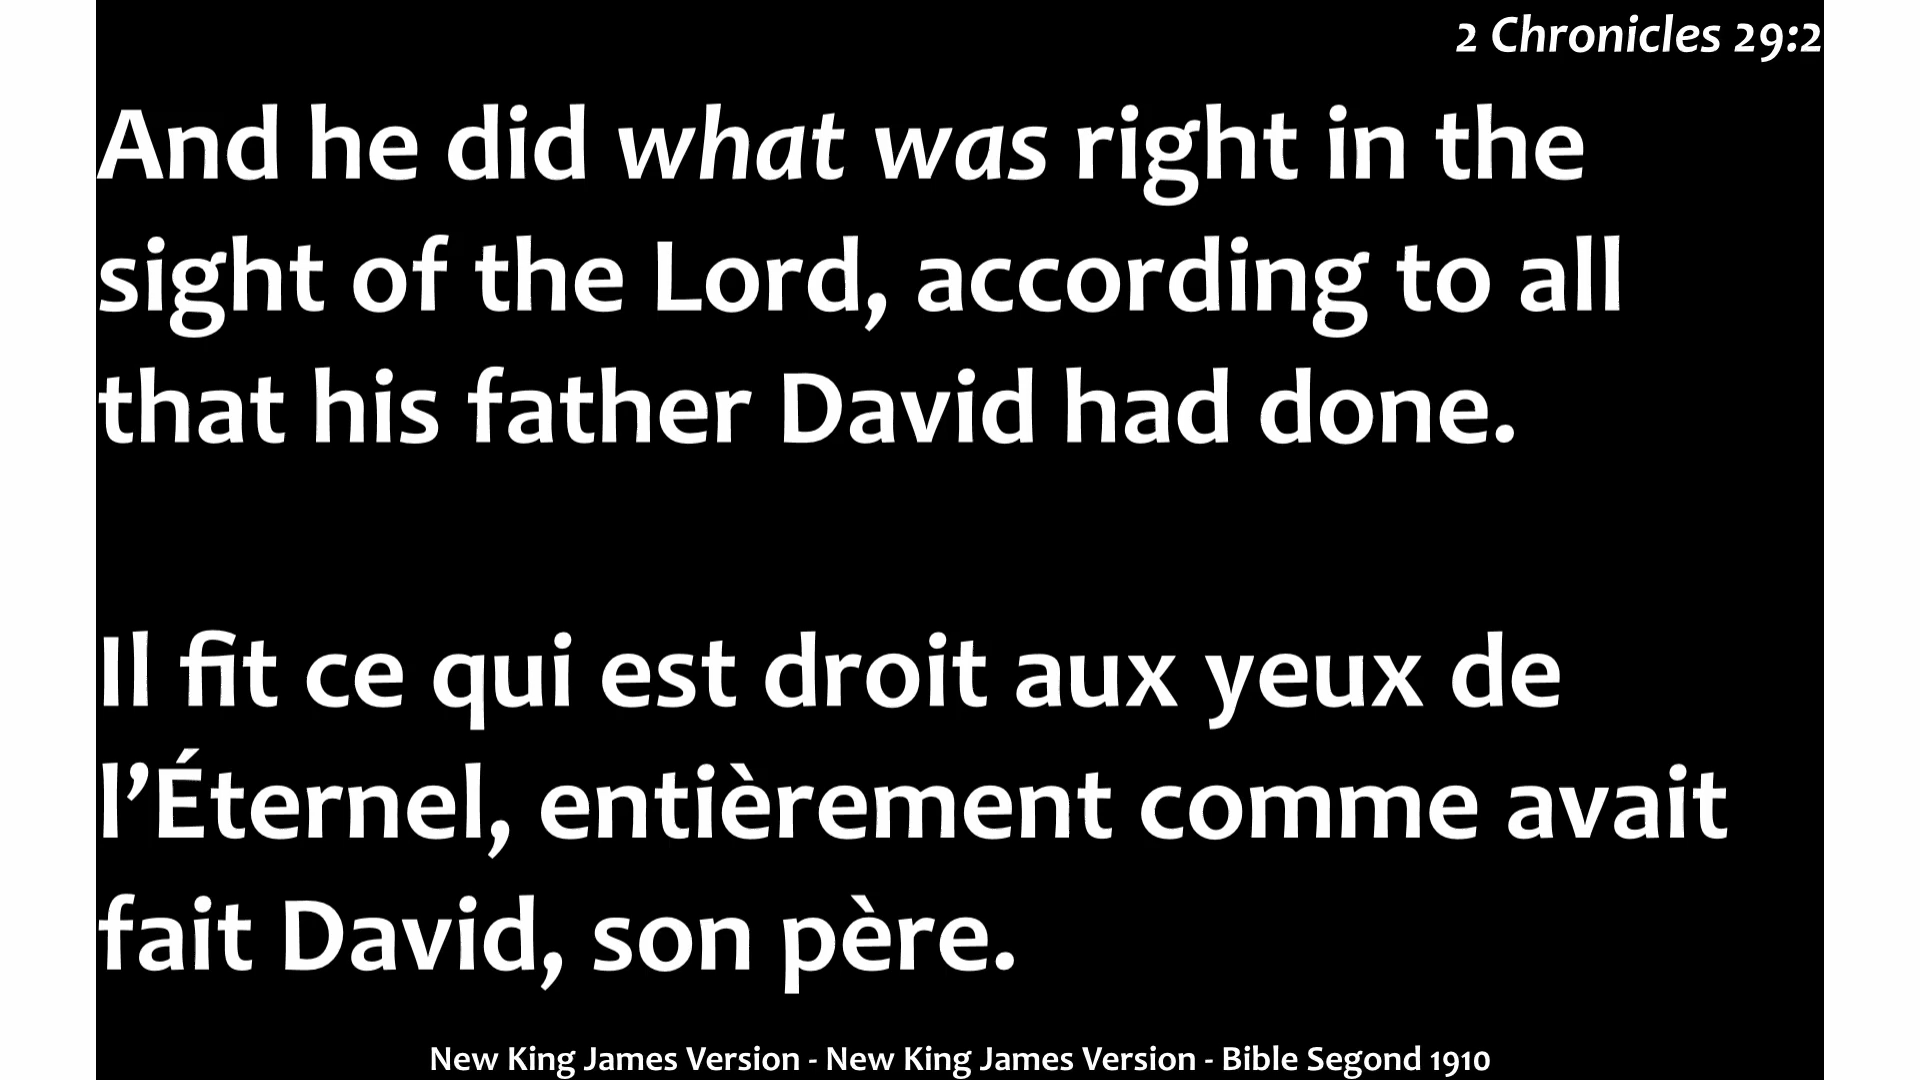 2 Chronicles 29:2
And he did what was right in the
sight of the Lord, according to all
that his father David had done.
Il fit ce qui est droit aux yeux de
l’Éternel, entièrement comme avait
fait David, son père.
New King James Version - New King James Version - Bible Segond 1910